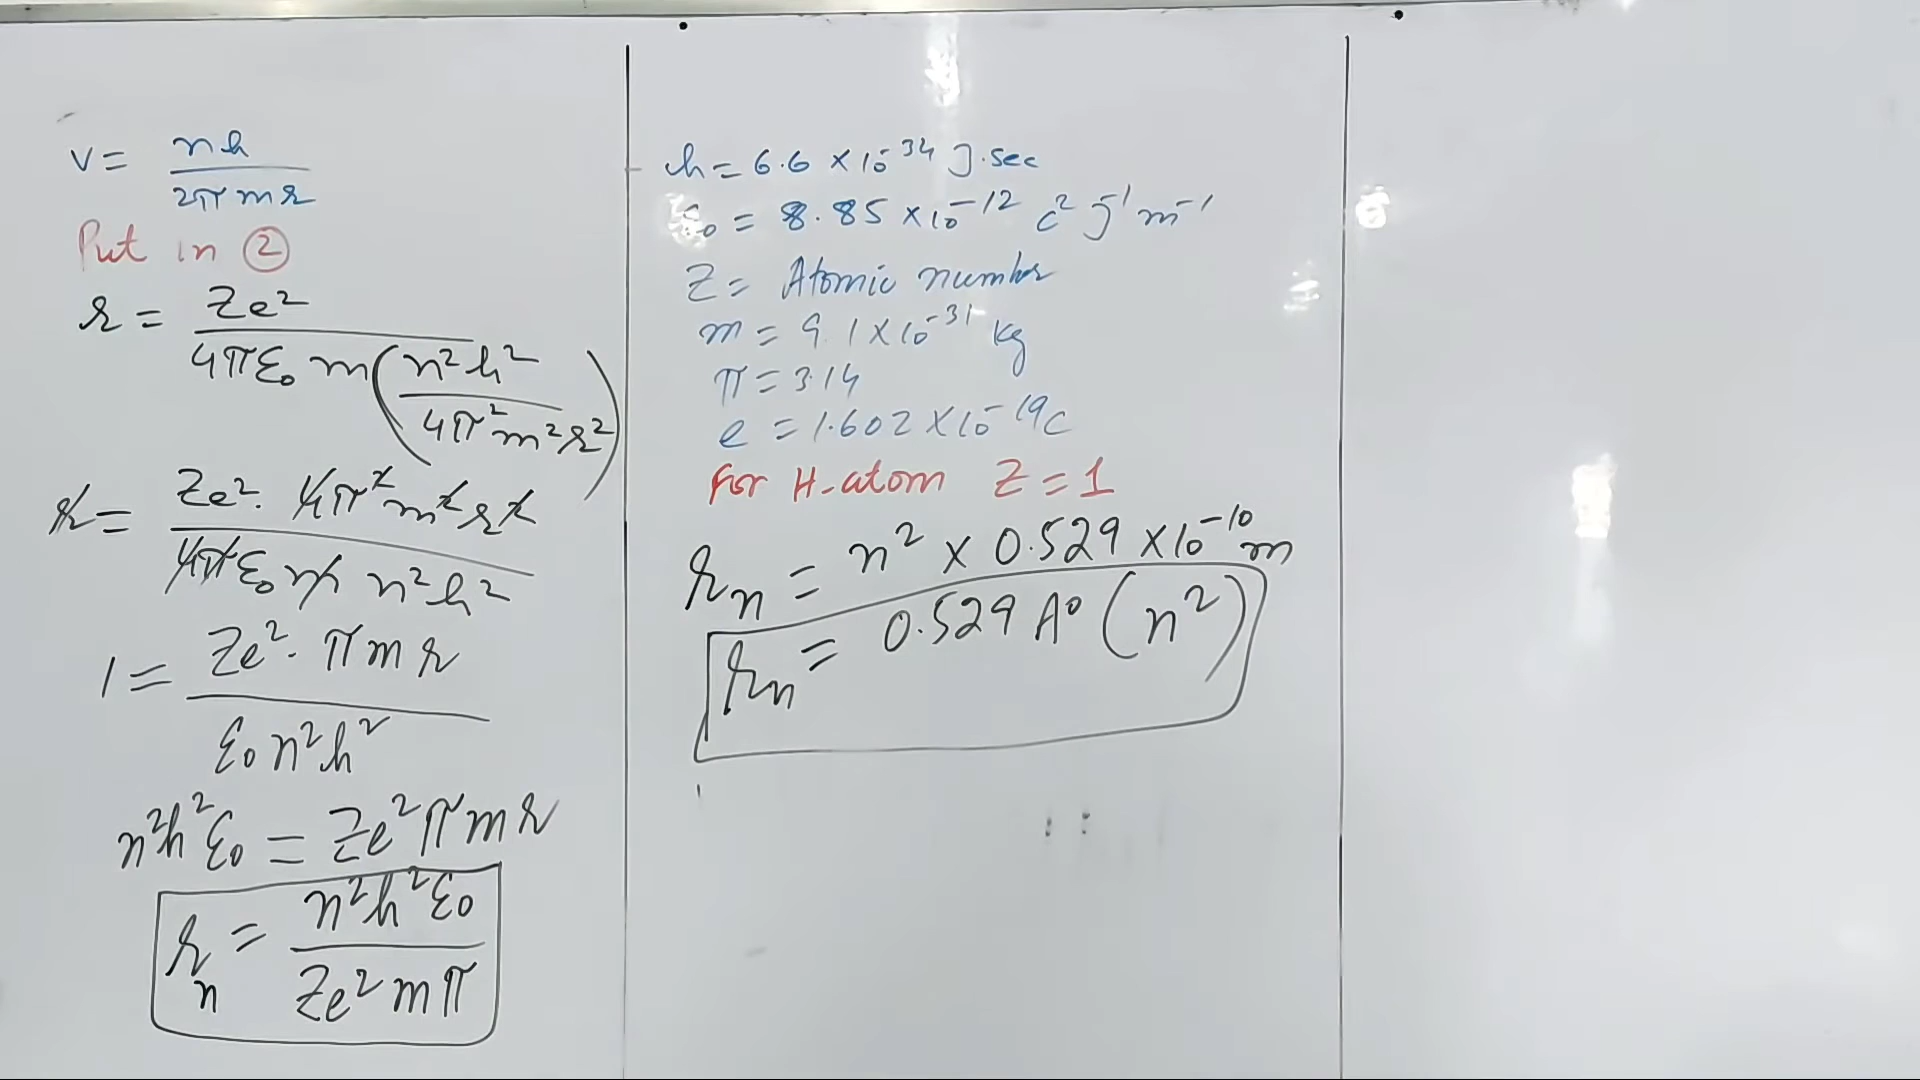 v = nh / 2πmr
Put in ②
r = Ze² / 4πε₀ m (n²h² / 4π²m²r²)
r = Ze² · 4π²m²r² / 4πε₀ m n²h²
1 = Ze² · πmr / ε₀n²h²
n²h²ε₀ = Ze²πmr
rₙ = n²h²ε₀ / Ze²mπ
h = 6.6 × 10⁻³⁴ J.sec
ε₀ = 8.85 × 10⁻¹² c² J⁻¹ m⁻¹
Z = Atomic number
m = 9.1 × 10⁻³¹ kg
π = 3.14
e = 1.602 × 10⁻¹⁹ C
For H-atom Z = 1
rₙ = n² × 0.529 × 10⁻¹⁰ m
rₙ = 0.529 A° (n²)